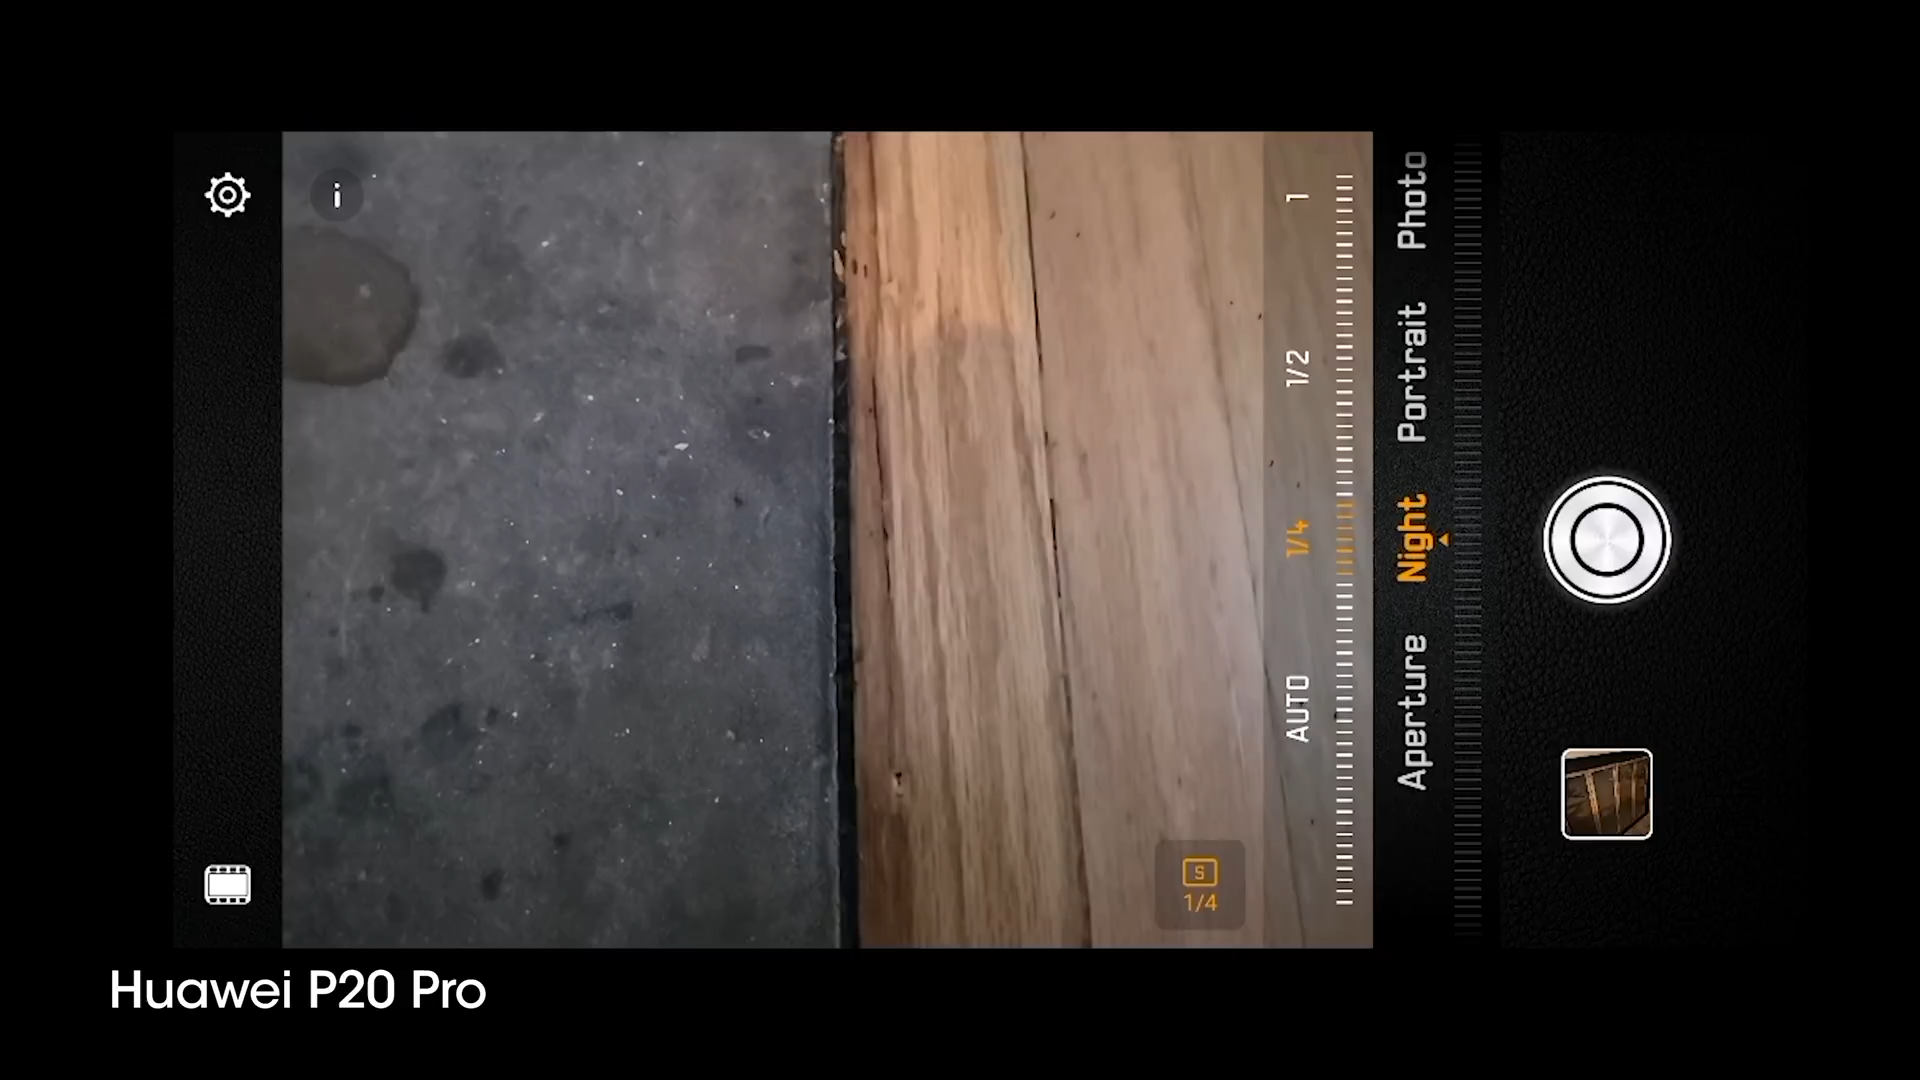 i
1
1/2
1/4
AUTO
Photo
Portrait
Night
Aperture
S
1/4
Huawei P20 Pro